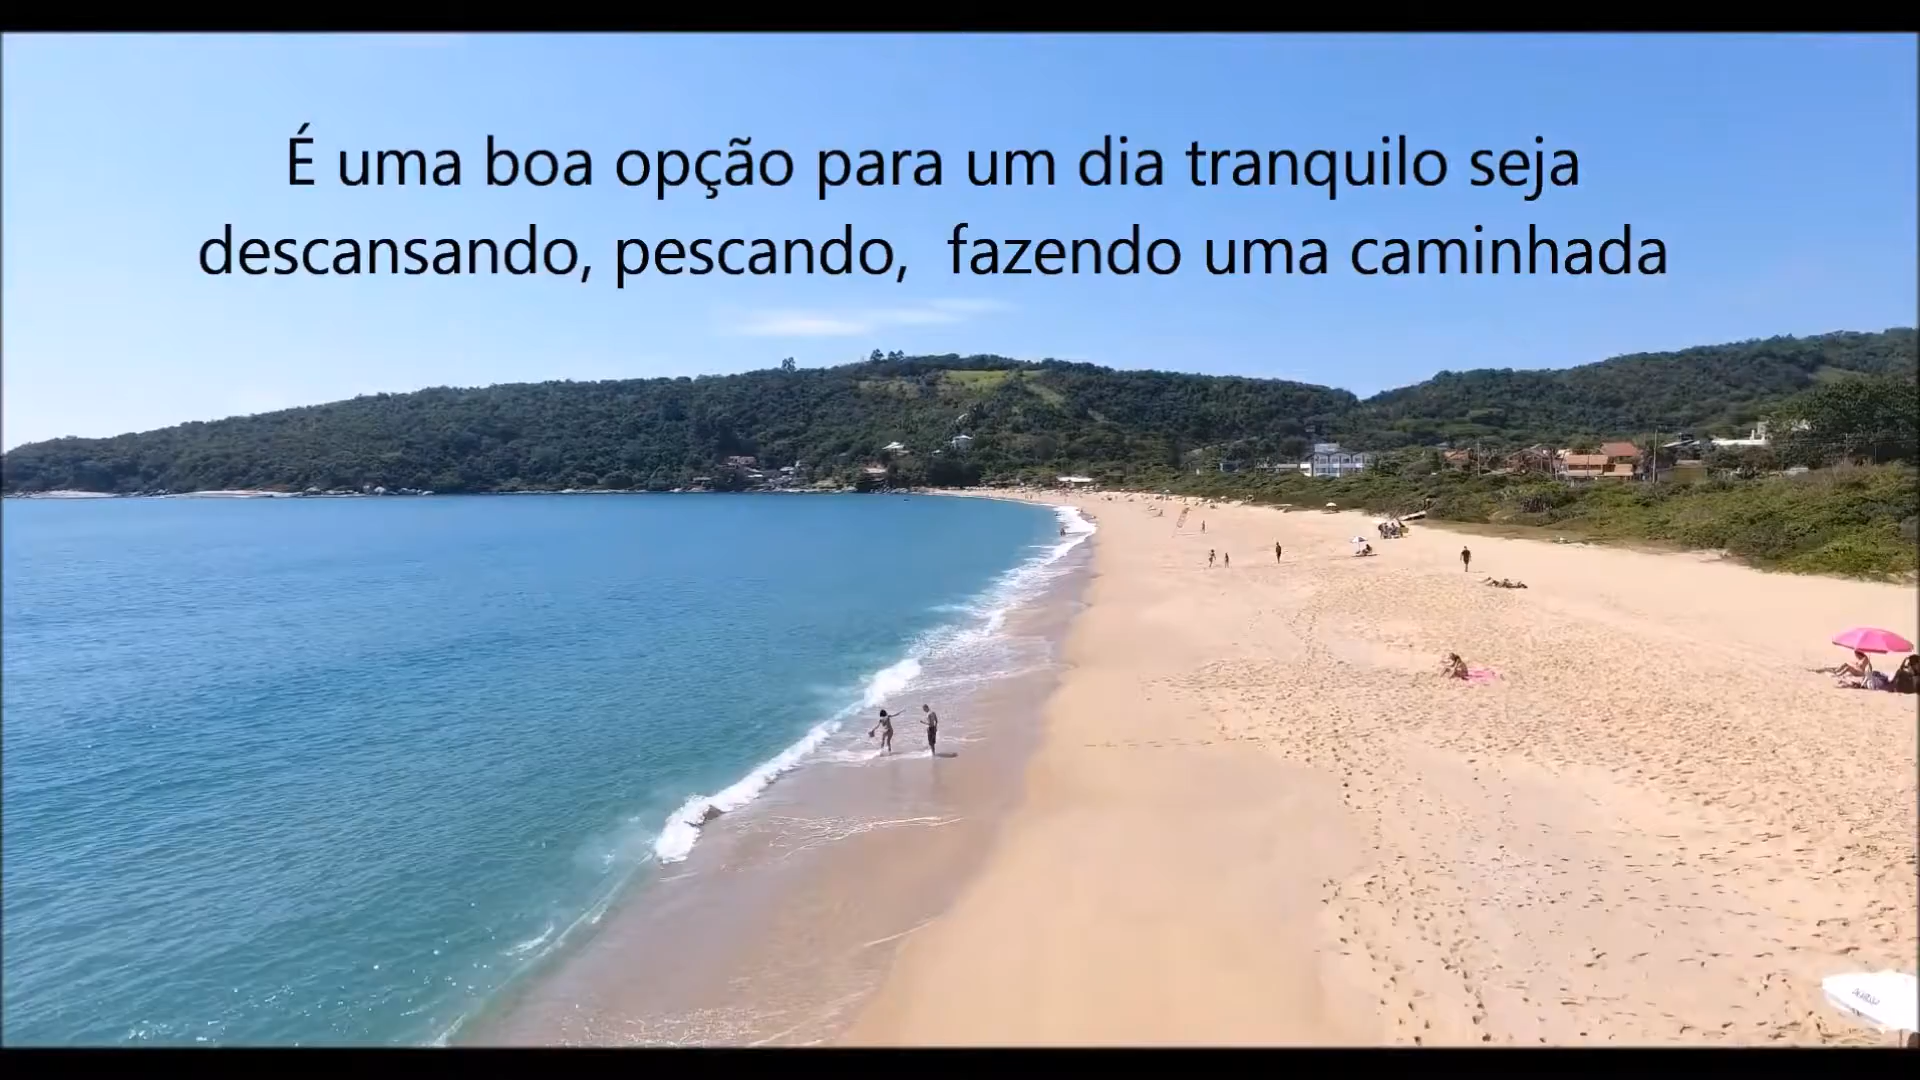 É uma boa opção para um dia tranquilo seja
descansando, pescando,  fazendo uma caminhada